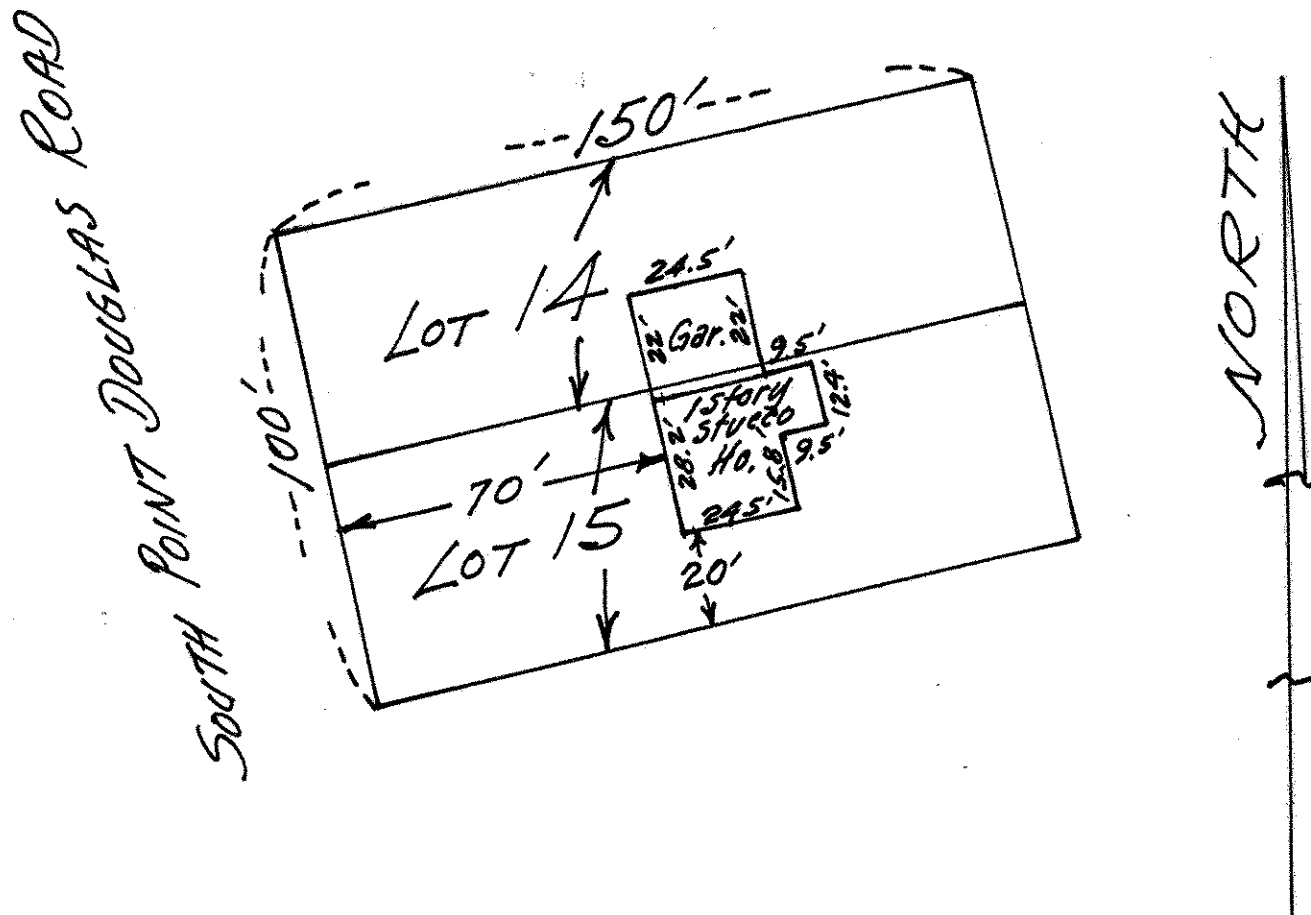 SOUTH POINT DOUGLAS ROAD
150'
100'
LOT 14
24.5'
22'
Gar.
22'
9.5'
12.4'
1 story
stucco
Ho.
28.2'
15.8
9.5'
24.5'
70'
LOT 15
20'
NORTH